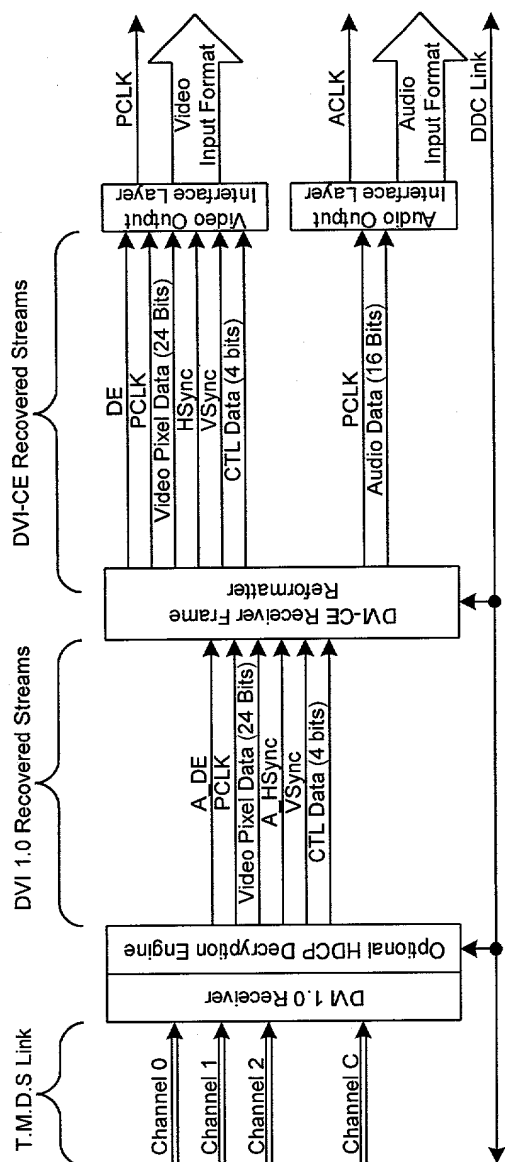 T.M.D.S Link
DVI 1.0 Recovered Streams
DVI-CE Recovered Streams
Channel 0
Channel 1
Channel 2
Channel C
DVI 1.0 Receiver
Optional HDCP Decryption Engine
A_DE
PCLK
Video Pixel Data (24 Bits)
A_HSync
VSync
CTL Data (4 bits)
DVI-CE Receiver Frame
Reformatter
DE
PCLK
Video Pixel Data (24 Bits)
HSync
VSync
CTL Data (4 bits)
PCLK
Audio Data (16 Bits)
Video Output
Interface Layer
Audio Output
Interface Layer
PCLK
Video
Input Format
ACLK
Audio
Input Format
DDC Link